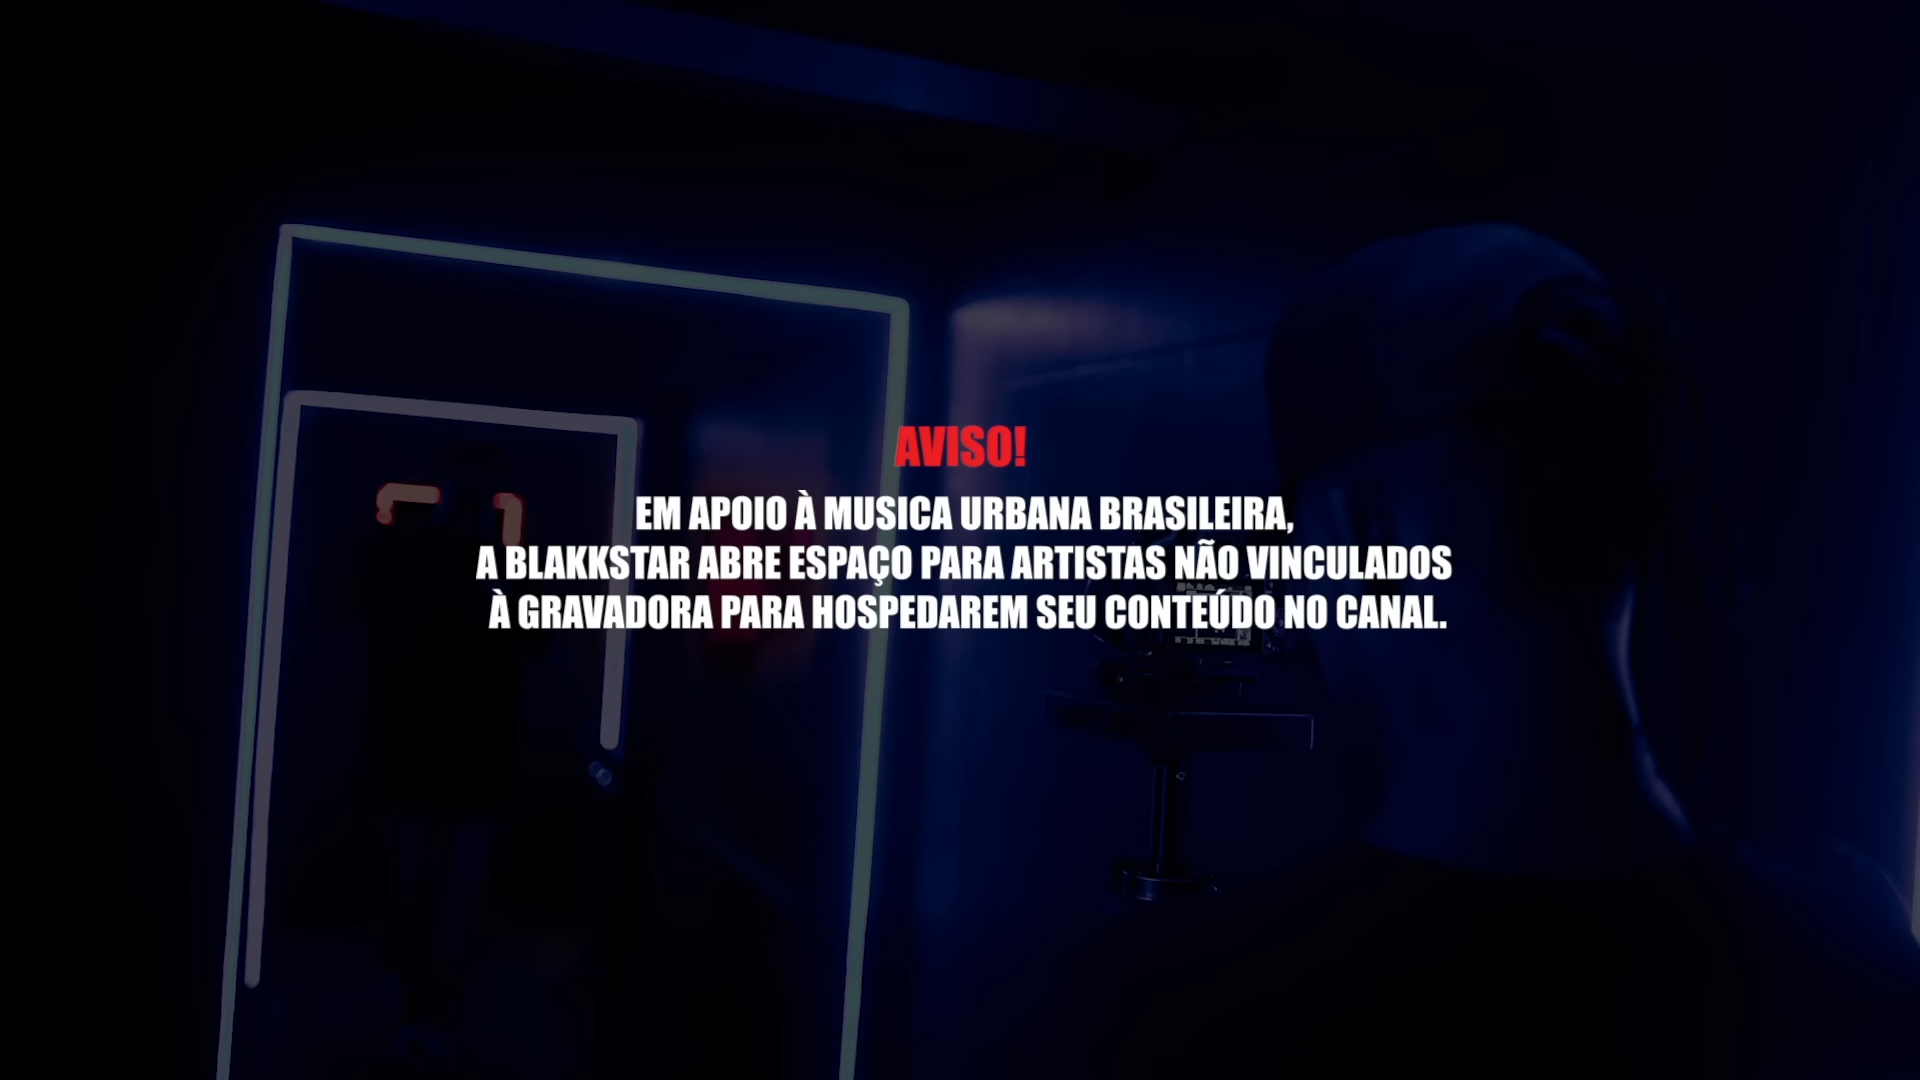 AVISO!
EM APOIO À MUSICA URBANA BRASILEIRA,
A BLAKKSTAR ABRE ESPAÇO PARA ARTISTAS NÃO VINCULADOS
À GRAVADORA PARA HOSPEDAREM SEU CONTEÚDO NO CANAL.